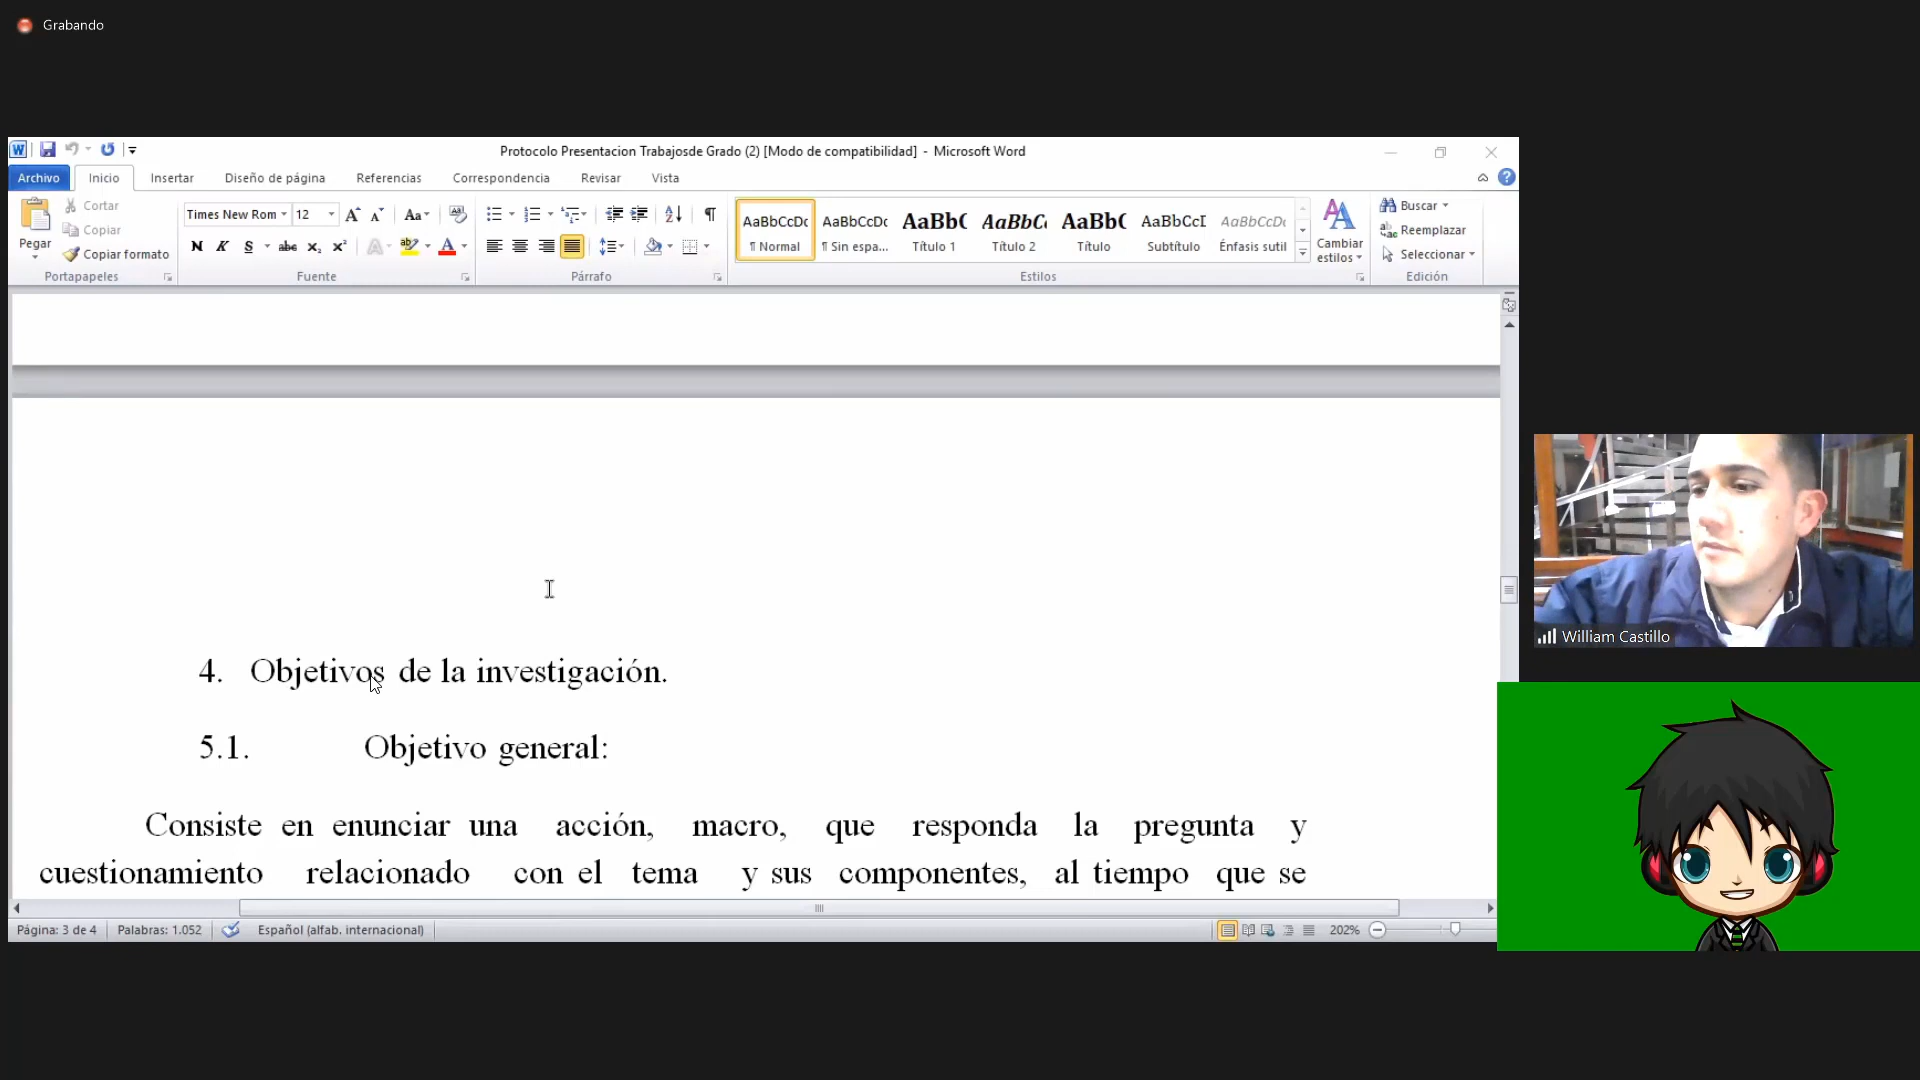 Grabando
Protocolo Presentacion Trabajosde Grado (2) [Modo de compatibilidad] - Microsoft Word
Archivo Inicio Insertar Diseño de página Referencias Correspondencia Revisar Vista
Pegar
Cortar
Copiar
Copiar formato
Portapapeles
Times New Rom 12
Aa
N K S abc x₂ x² A ab A
Fuente
Párrafo
AaBbCcDc AaBbCcDc AaBbC AaBbC AaBbC AaBbCcI AaBbCcDc
¶ Normal ¶ Sin espa... Título 1 Título 2 Título Subtítulo Énfasis sutil
Cambiar
estilos
Estilos
Buscar
Reemplazar
Seleccionar
Edición
4. Objetivos de la investigación.
5.1. Objetivo general:
Consiste en enunciar una acción, macro, que responda la pregunta y
cuestionamiento relacionado con el tema y sus componentes, al tiempo que se
Página: 3 de 4 Palabras: 1.052 Español (alfab. internacional) 202%
William Castillo